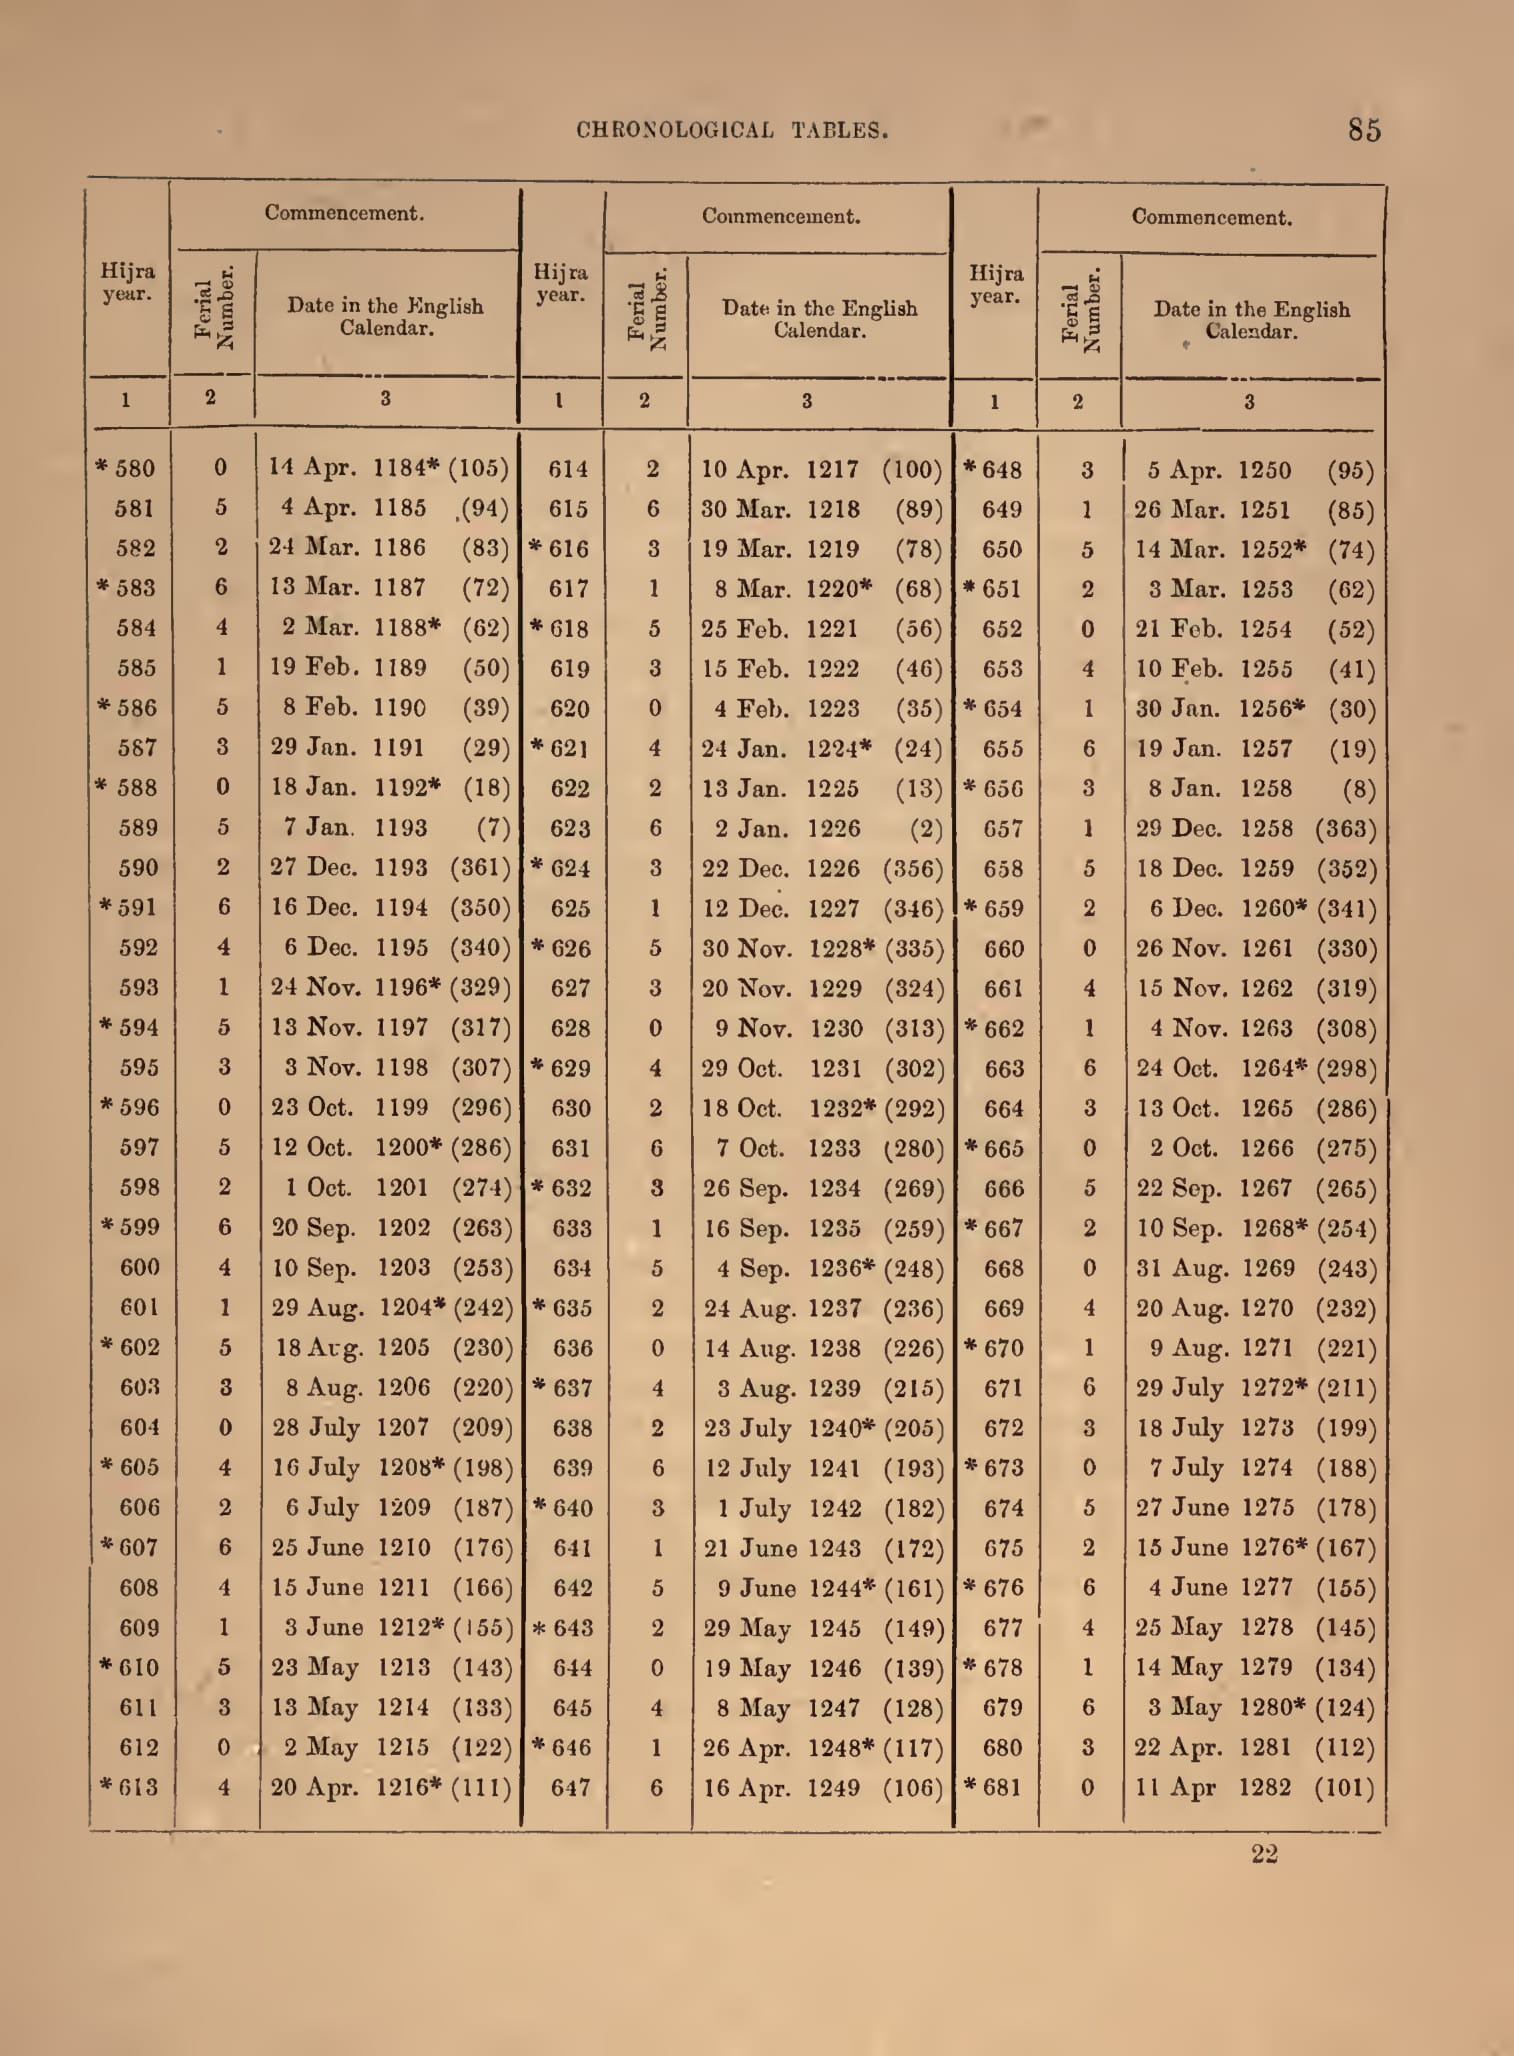 CHRONOLOGICAL TABLES. 85
Commencement. Commencement. Commencement.
Hijra year. Ferial Number. Date in the English Calendar. Hijra year. Ferial Number. Date in the English Calendar. Hijra year. Ferial Number. Date in the English Calendar.
1 2 3 1 2 3 1 2 3
* 580 0 14 Apr. 1184* (105) 614 2 10 Apr. 1217 (100) * 648 3 5 Apr. 1250 (95)
581 5 4 Apr. 1185 (94) 615 6 30 Mar. 1218 (89) 649 1 26 Mar. 1251 (85)
582 2 24 Mar. 1186 (83) * 616 3 19 Mar. 1219 (78) 650 5 14 Mar. 1252* (74)
* 583 6 13 Mar. 1187 (72) 617 1 8 Mar. 1220* (68) * 651 2 3 Mar. 1253 (62)
584 4 2 Mar. 1188* (62) * 618 5 25 Feb. 1221 (56) 652 0 21 Feb. 1254 (52)
585 1 19 Feb. 1189 (50) 619 3 15 Feb. 1222 (46) 653 4 10 Feb. 1255 (41)
* 586 5 8 Feb. 1190 (39) 620 0 4 Feb. 1223 (35) * 654 1 30 Jan. 1256* (30)
587 3 29 Jan. 1191 (29) * 621 4 24 Jan. 1224* (24) 655 6 19 Jan. 1257 (19)
* 588 0 18 Jan. 1192* (18) 622 2 13 Jan. 1225 (13) * 656 3 8 Jan. 1258 (8)
589 5 7 Jan. 1193 (7) 623 6 2 Jan. 1226 (2) 657 1 29 Dec. 1258 (363)
590 2 27 Dec. 1193 (361) * 624 3 22 Dec. 1226 (356) 658 5 18 Dec. 1259 (352)
* 591 6 16 Dec. 1194 (350) 625 1 12 Dec. 1227 (346) * 659 2 6 Dec. 1260* (341)
592 4 6 Dec. 1195 (340) * 626 5 30 Nov. 1228* (335) 660 0 26 Nov. 1261 (330)
593 1 24 Nov. 1196* (329) 627 3 20 Nov. 1229 (324) 661 4 15 Nov. 1262 (319)
* 594 5 13 Nov. 1197 (317) 628 0 9 Nov. 1230 (313) * 662 1 4 Nov. 1263 (308)
595 3 3 Nov. 1198 (307) * 629 4 29 Oct. 1231 (302) 663 6 24 Oct. 1264* (298)
* 596 0 23 Oct. 1199 (296) 630 2 18 Oct. 1232* (292) 664 3 13 Oct. 1265 (286)
597 5 12 Oct. 1200* (286) 631 6 7 Oct. 1233 (280) * 665 0 2 Oct. 1266 (275)
598 2 1 Oct. 1201 (274) * 632 3 26 Sep. 1234 (269) 666 5 22 Sep. 1267 (265)
* 599 6 20 Sep. 1202 (263) 633 1 16 Sep. 1235 (259) * 667 2 10 Sep. 1268* (254)
600 4 10 Sep. 1203 (253) 634 5 4 Sep. 1236* (248) 668 0 31 Aug. 1269 (243)
601 1 29 Aug. 1204* (242) * 635 2 24 Aug. 1237 (236) 669 4 20 Aug. 1270 (232)
* 602 5 18 Aug. 1205 (230) 636 0 14 Aug. 1238 (226) * 670 1 9 Aug. 1271 (221)
603 3 8 Aug. 1206 (220) * 637 4 3 Aug. 1239 (215) 671 6 29 July 1272* (211)
604 0 28 July 1207 (209) 638 2 23 July 1240* (205) 672 3 18 July 1273 (199)
* 605 4 16 July 1208* (198) 639 6 12 July 1241 (193) * 673 0 7 July 1274 (188)
606 2 6 July 1209 (187) * 640 3 1 July 1242 (182) 674 5 27 June 1275 (178)
* 607 6 25 June 1210 (176) 641 1 21 June 1243 (172) 675 2 15 June 1276* (167)
608 4 15 June 1211 (166) 642 5 9 June 1244* (161) * 676 6 4 June 1277 (155)
609 1 3 June 1212* (155) * 643 2 29 May 1245 (149) 677 4 25 May 1278 (145)
* 610 5 23 May 1213 (143) 644 0 19 May 1246 (139) * 678 1 14 May 1279 (134)
611 3 13 May 1214 (133) 645 4 8 May 1247 (128) 679 6 3 May 1280* (124)
612 0 2 May 1215 (122) * 646 1 26 Apr. 1248* (117) 680 3 22 Apr. 1281 (112)
* 613 4 20 Apr. 1216* (111) 647 6 16 Apr. 1249 (106) * 681 0 11 Apr 1282 (101)
22